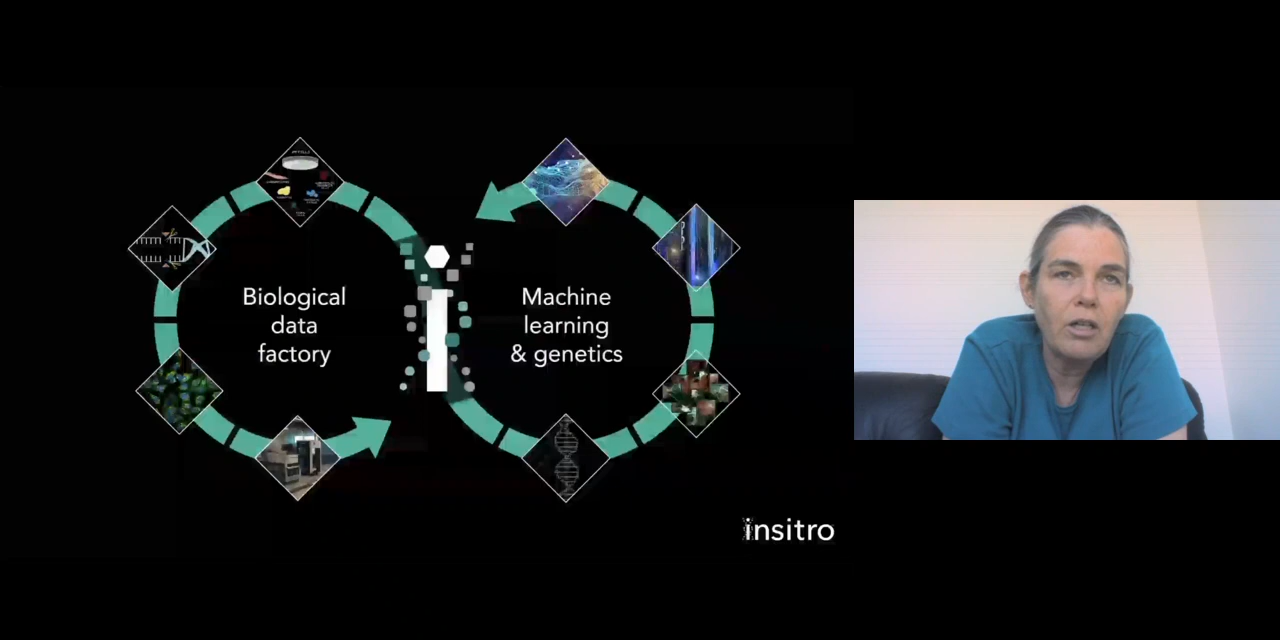 Biological
data
factory
Machine
learning
& genetics
insitro